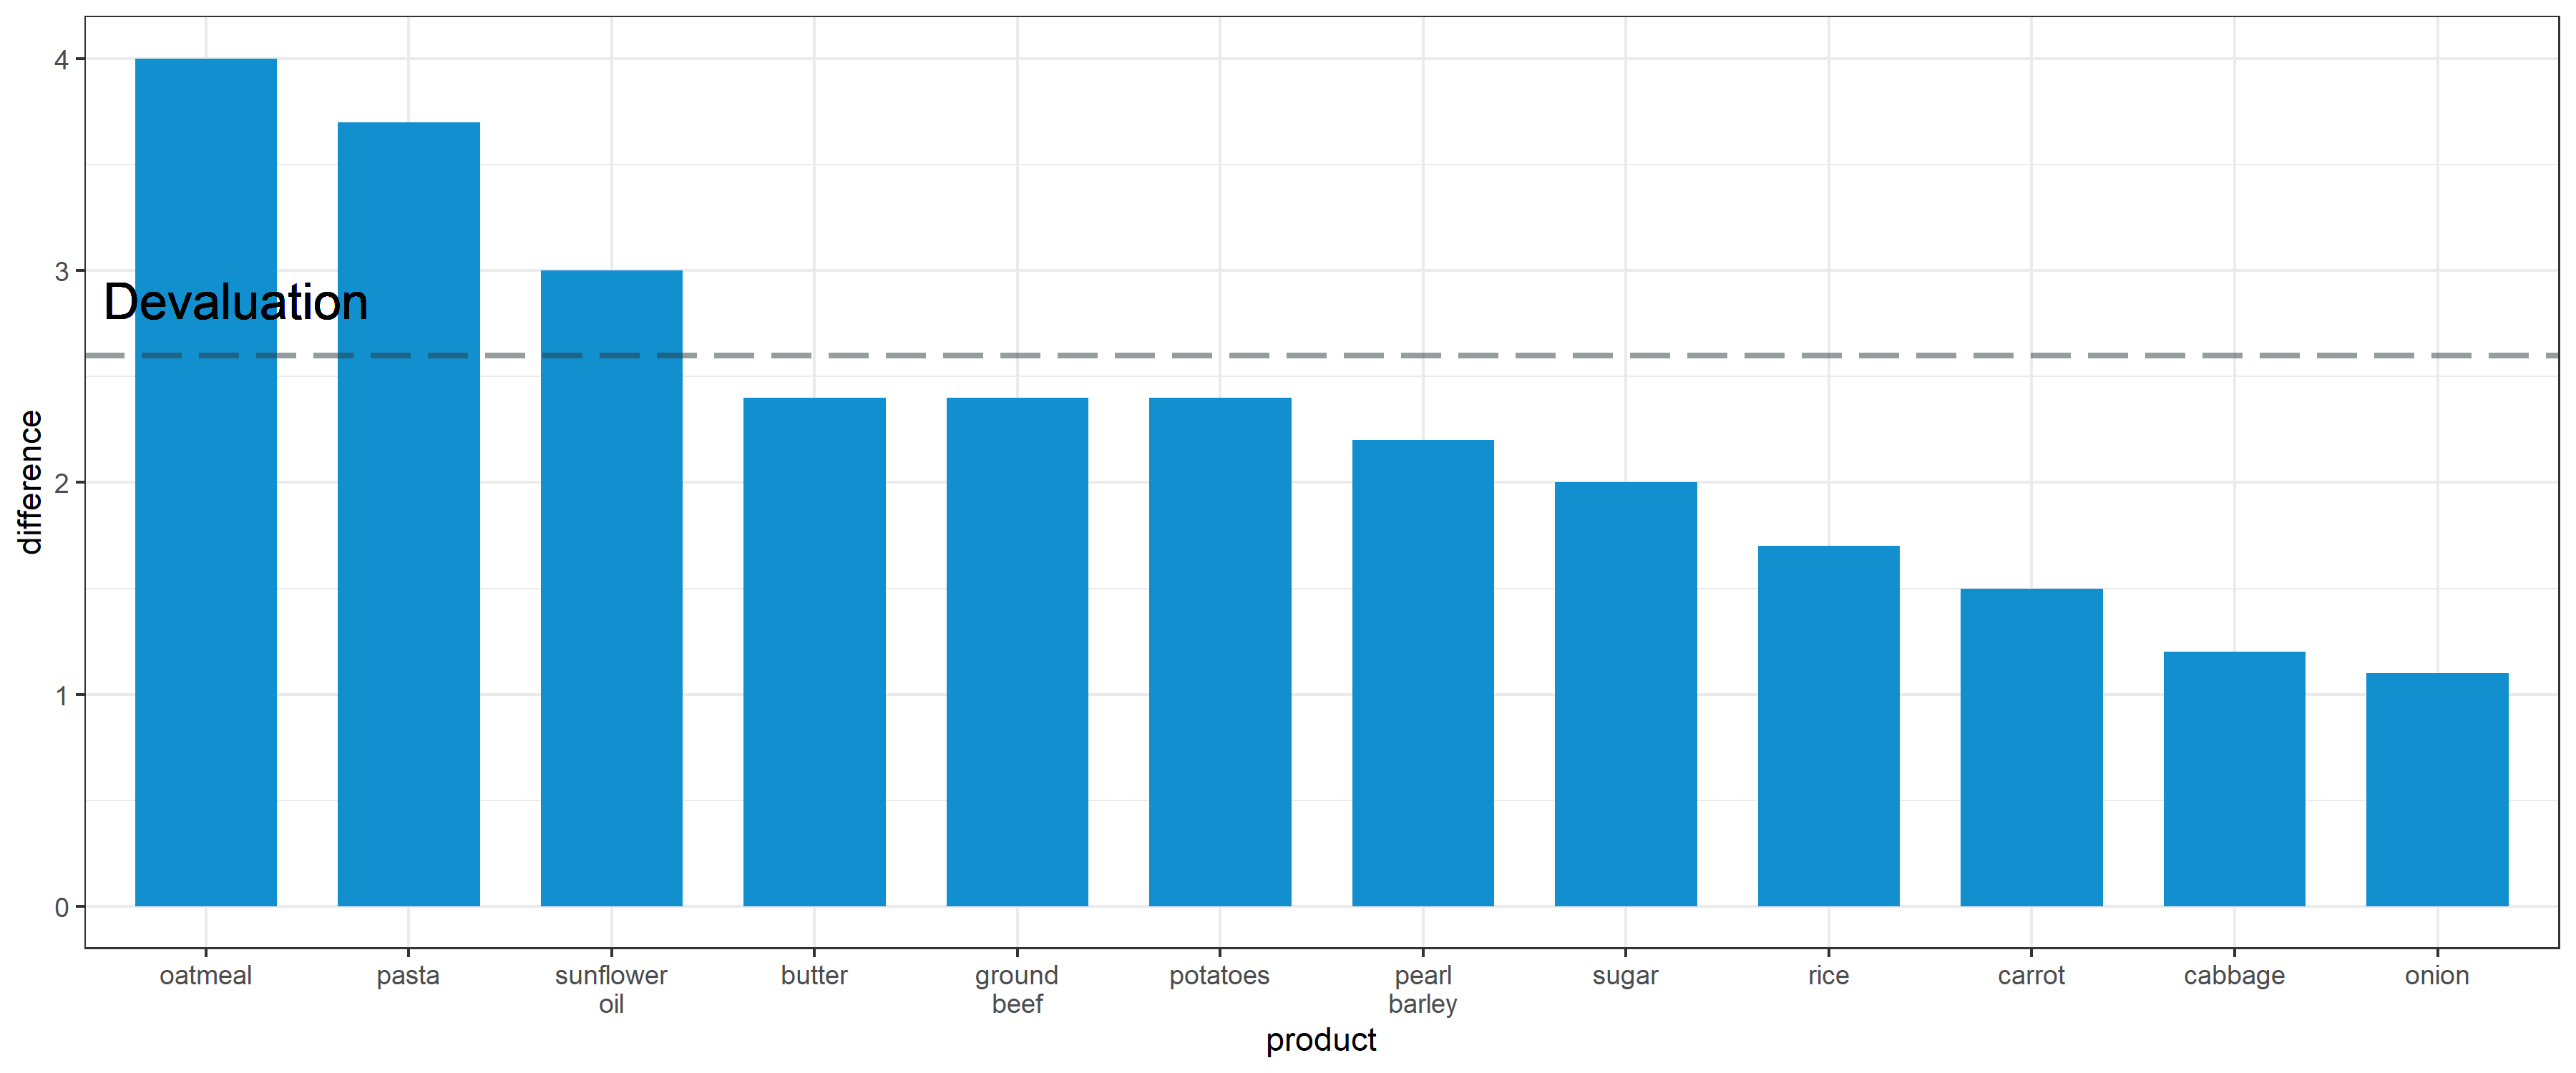 4
3
Devaluation
2
1
0
difference
oatmeal
pasta
sunflower
oil
butter
ground
beef
potatoes
pearl
barley
sugar
rice
carrot
cabbage
onion
product